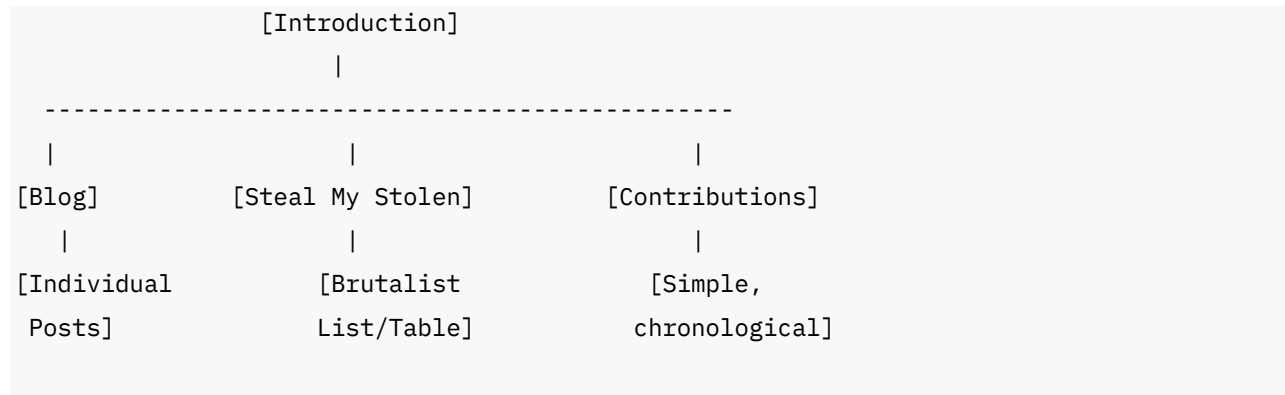 [Introduction]
|
------------------------------------------------
| | |
[Blog] [Steal My Stolen] [Contributions]
| | |
[Individual [Brutalist [Simple,
Posts] List/Table] chronological]